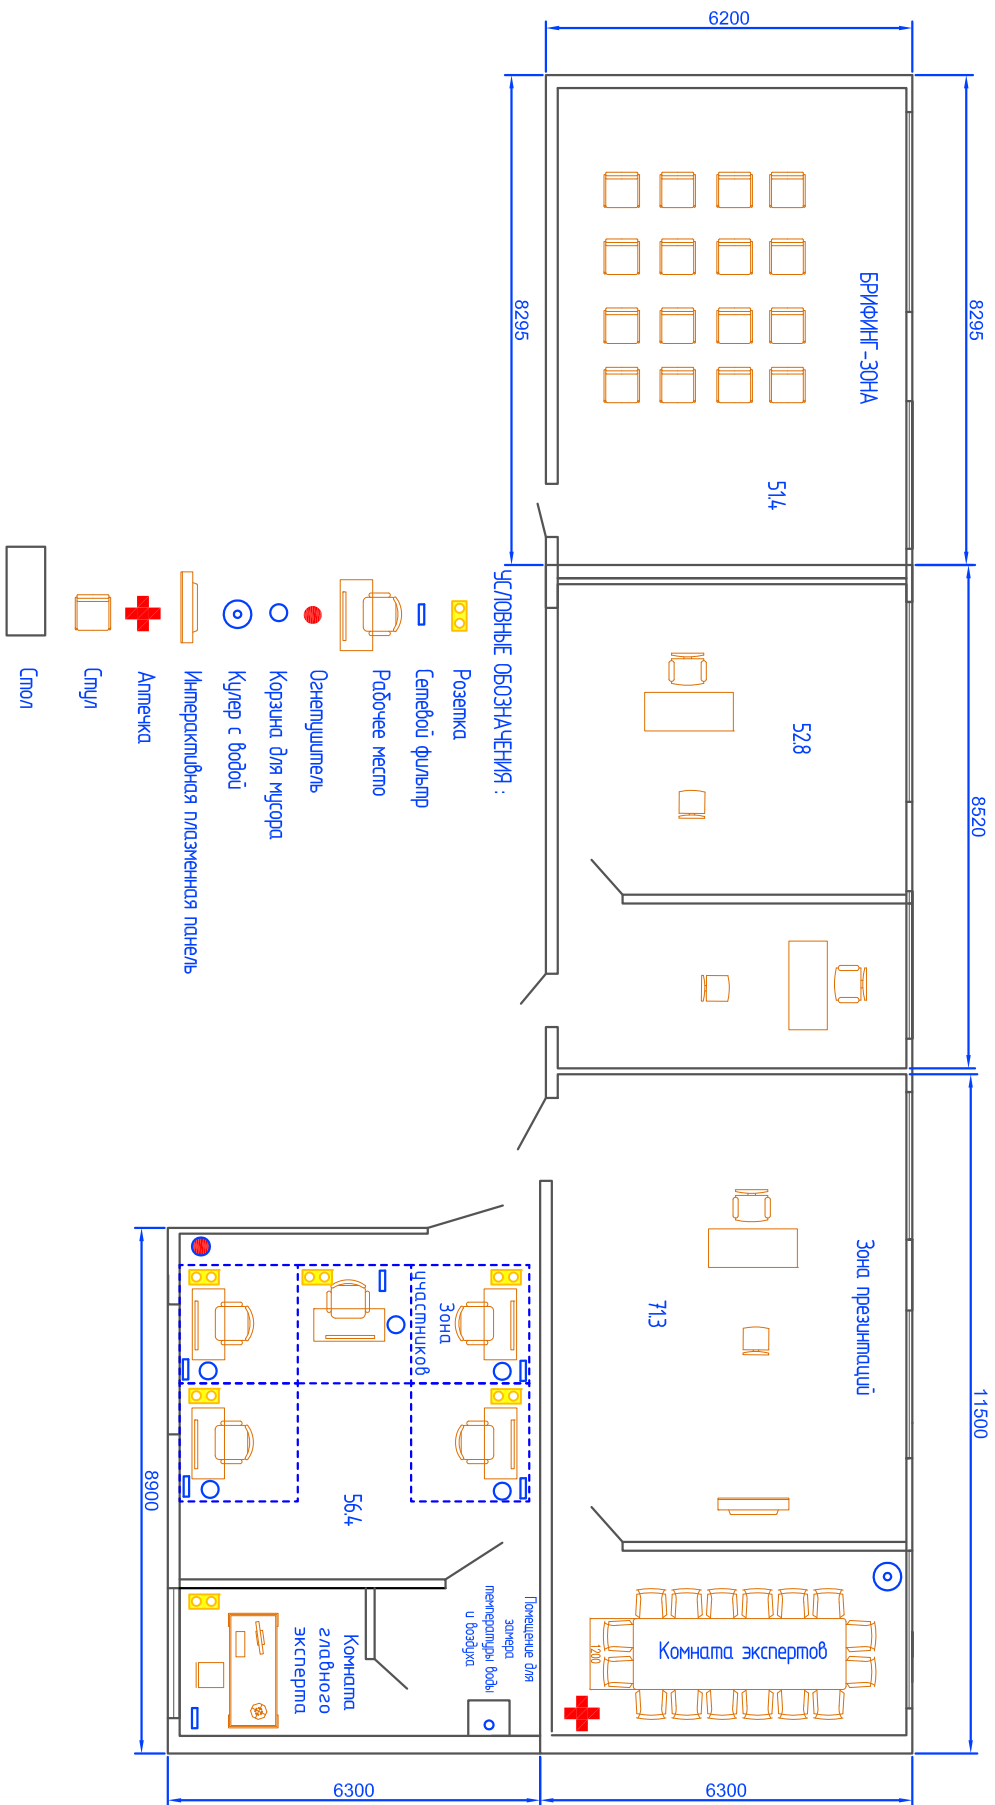 6200
8295
8295
БРИФИНГ-ЗОНА
51.4
8520
52.8
11500
Зона презинтаций
71.3
Комната экспертов
1200
УСЛОВНЫЕ ОБОЗНАЧЕНИЯ :
Розетка
Сетевой фильтр
Рабочее место
Огнетушитель
Корзина для мусора
Кулер с водой
Интерактивная плазменная панель
Аптечка
Стул
Стол
Зона
участников
56.4
8900
Помещение для
замера
температуры воды
и воздуха
Комната
главного
эксперта
6300
6300